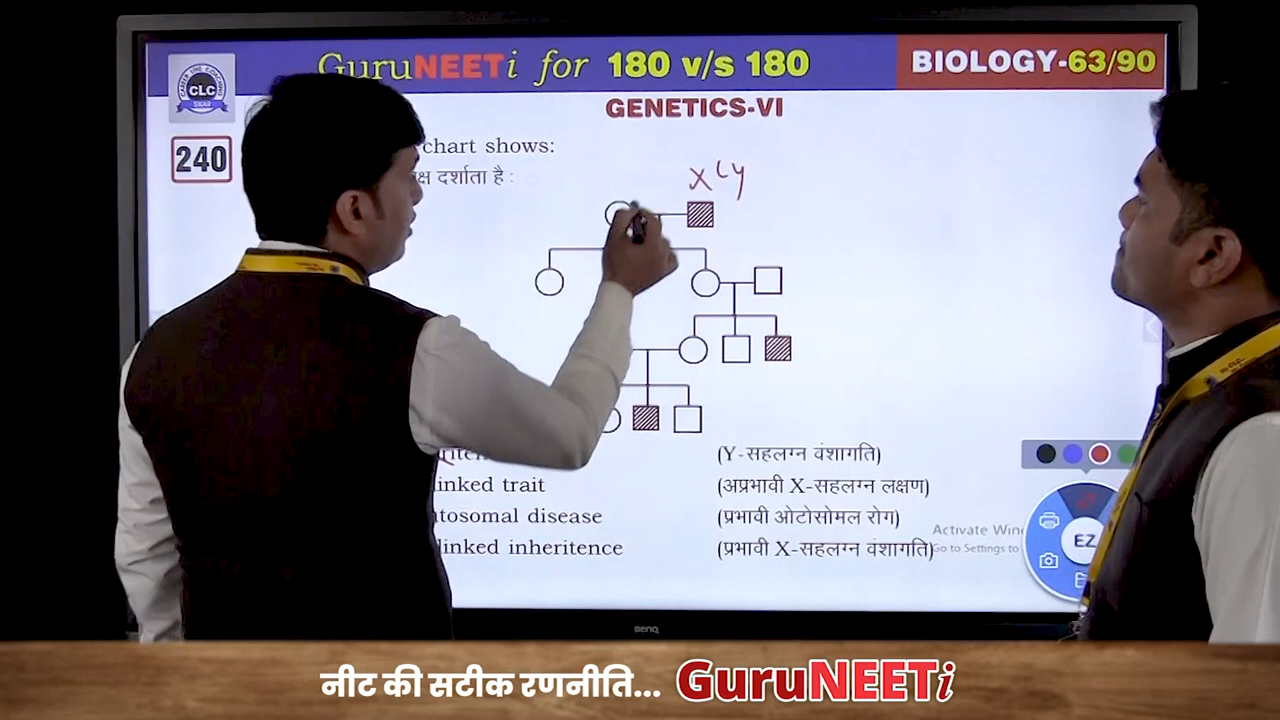 GuruNEETi for 180 v/s 180
BIOLOGY-63/90
CLC
SIKAR
GENETICS-VI
240
chart shows:
दर्शाता है :
XᶜY
(Y-सहलग्न वंशागति)
linked trait
(अप्रभावी X-सहलग्न लक्षण)
disease
(प्रभावी ओटोसोमल रोग)
linked inheritence
(प्रभावी X-सहलग्न वंशागति)
Activate
Go to Settings to
EZ
BENQ
नीट की सटीक रणनीति... GuruNEETi